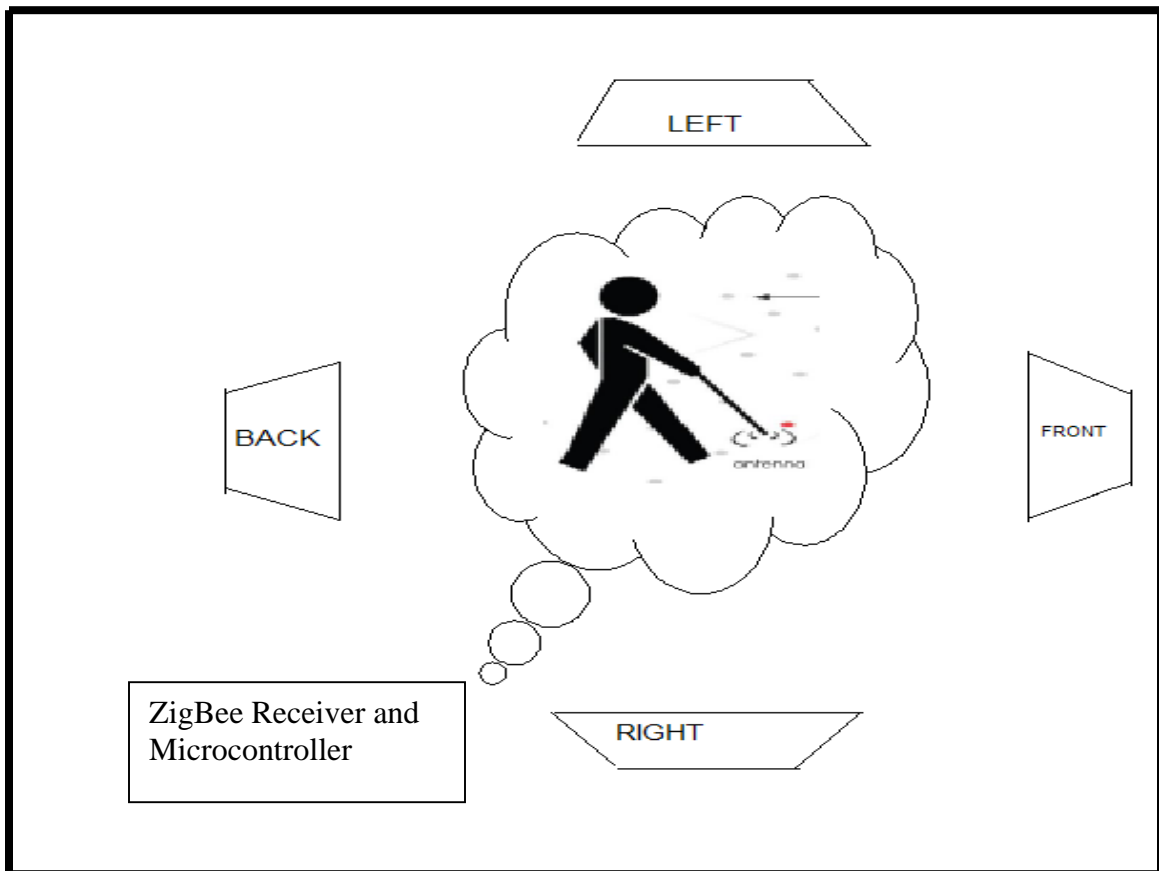 LEFT
BACK
FRONT
antenna
RIGHT
ZigBee Receiver and
Microcontroller